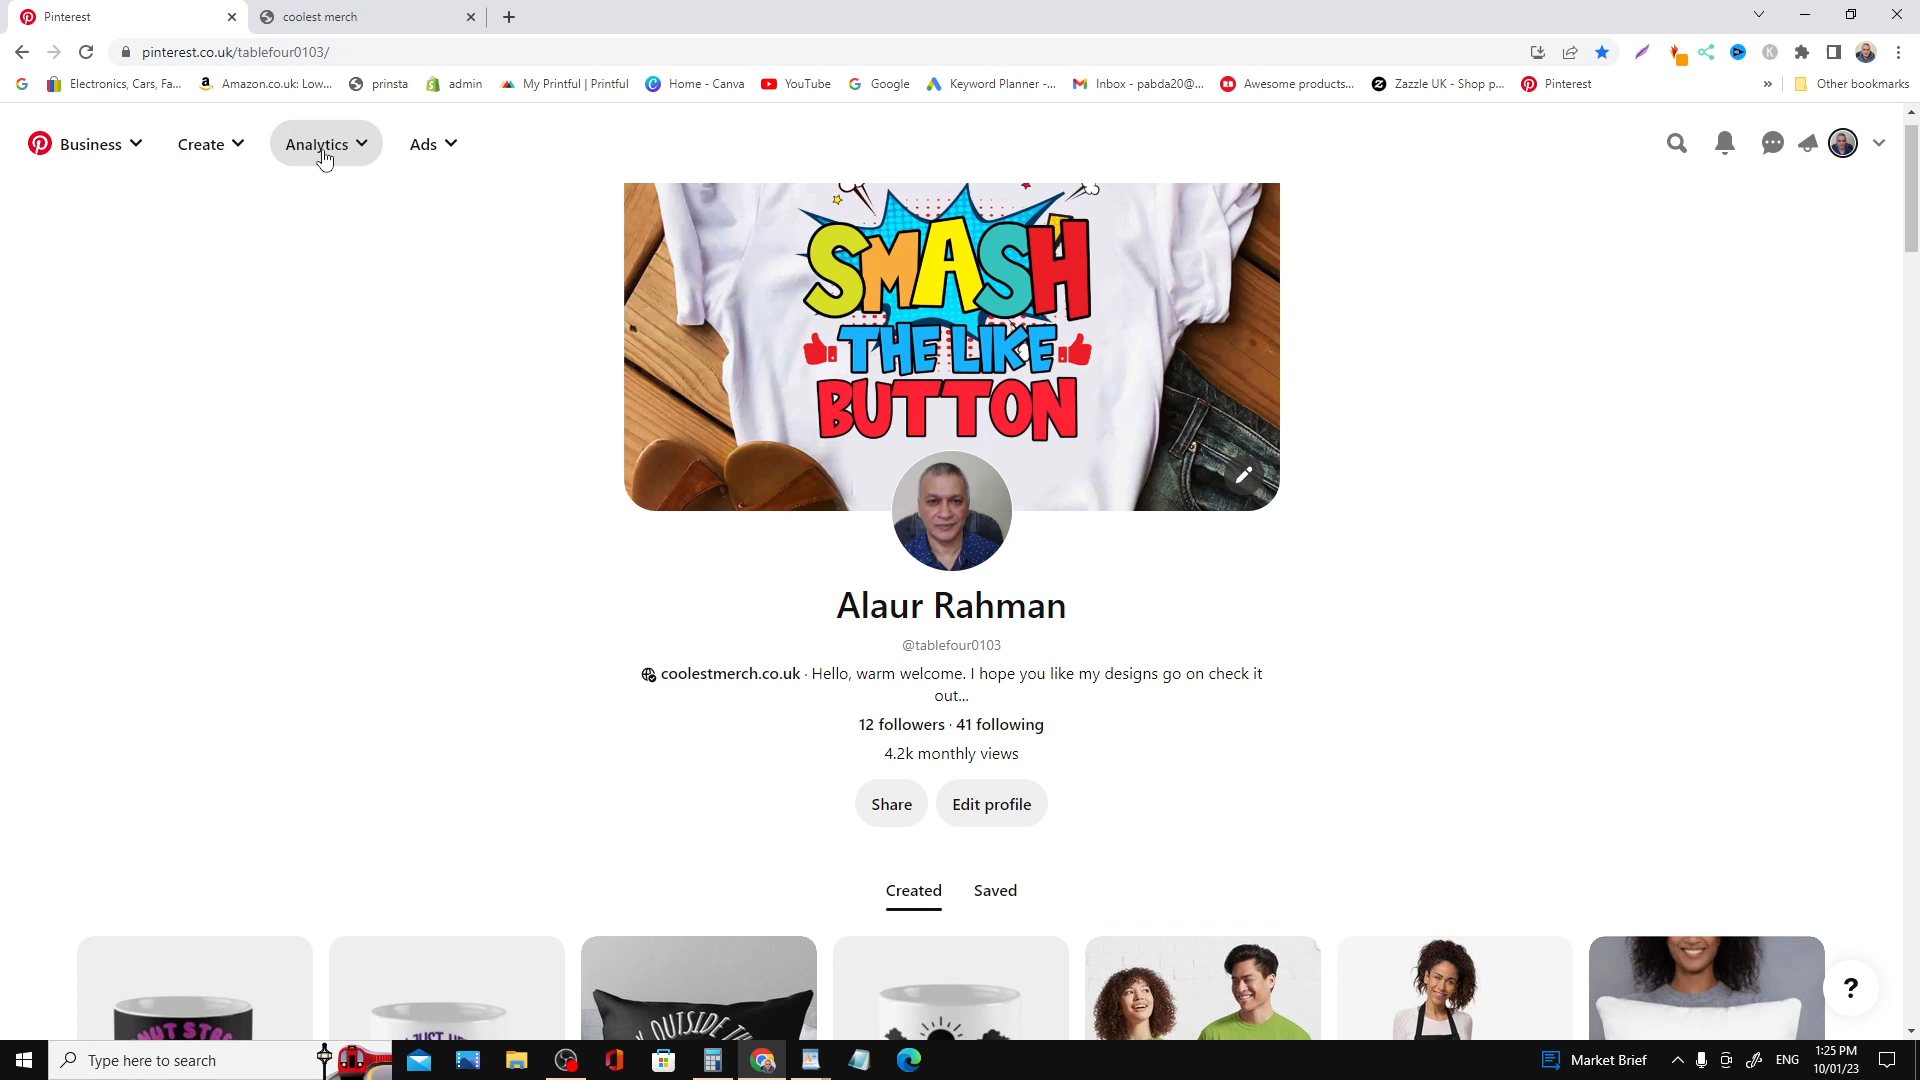 Pinterest
coolest merch
pinterest.co.uk/tablefour0103/
Electronics, Cars, Fa...
Amazon.co.uk: Low...
prinsta
admin
My Printful | Printful
Home - Canva
YouTube
Google
Keyword Planner -...
Inbox - pabda20@...
Awesome products...
Zazzle UK - Shop p...
Pinterest
»
Other bookmarks
Business
Create
Analytics
Ads
SMASH
THE LIKE
BUTTON
Alaur Rahman
@tablefour0103
coolestmerch.co.uk · Hello, warm welcome. I hope you like my designs go on check it
out...
12 followers · 41 following
4.2k monthly views
Share
Edit profile
Created
Saved
?
Type here to search
Market Brief
ENG
1:25 PM
10/01/23